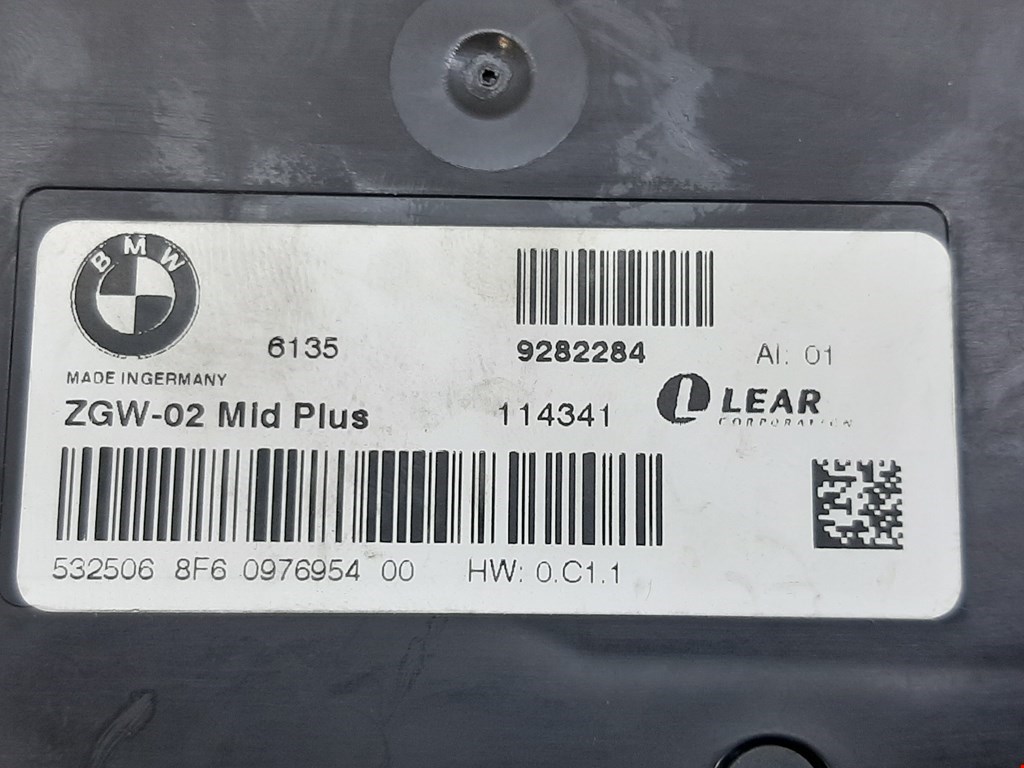 BMW
6135 9282284 AI: 01
MADE INGERMANY
ZGW-02 Mid Plus 114341 LEAR
CORPORATION
532506 8F6 0976954 00 HW: 0.C1.1